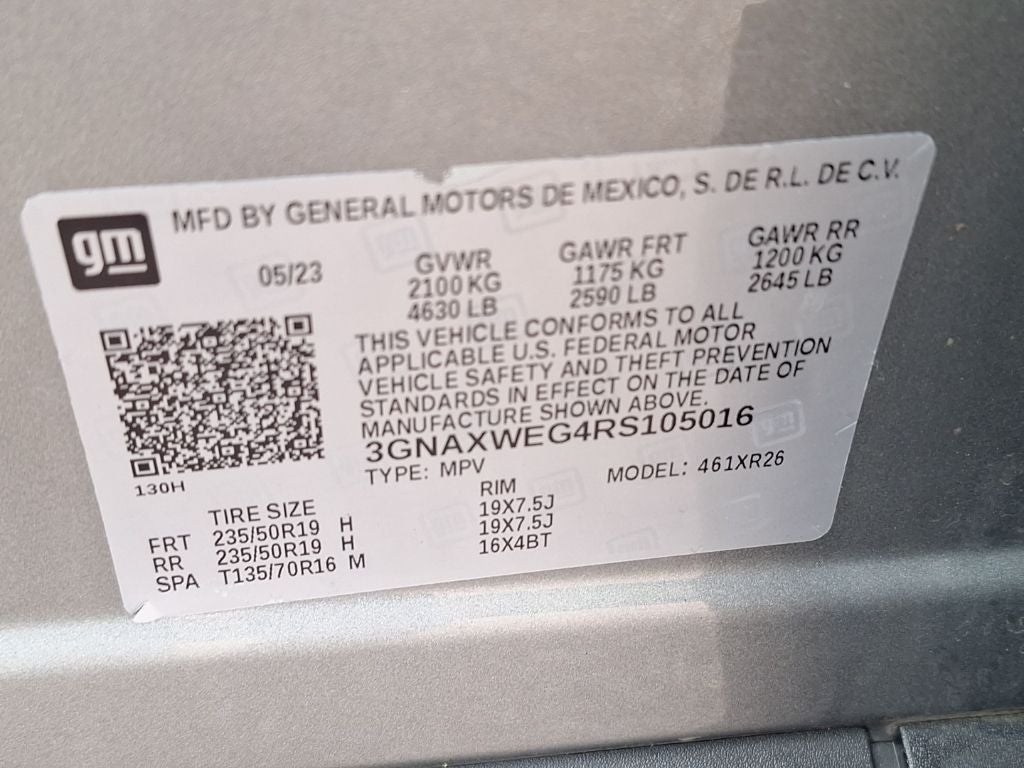 MFD BY GENERAL MOTORS DE MEXICO, S. DE R.L. DE C.V.
gm
05/23
GVWR
2100 KG
4630 LB
GAWR FRT
1175 KG
2590 LB
GAWR RR
1200 KG
2645 LB
THIS VEHICLE CONFORMS TO ALL
APPLICABLE U.S. FEDERAL MOTOR
VEHICLE SAFETY AND THEFT PREVENTION
STANDARDS IN EFFECT ON THE DATE OF
MANUFACTURE SHOWN ABOVE.
3GNAXWEG4RS105016
TYPE: MPV MODEL: 461XR26
130H
TIRE SIZE RIM
FRT 235/50R19 H 19X7.5J
RR 235/50R19 H 19X7.5J
SPA T135/70R16 M 16X4BT